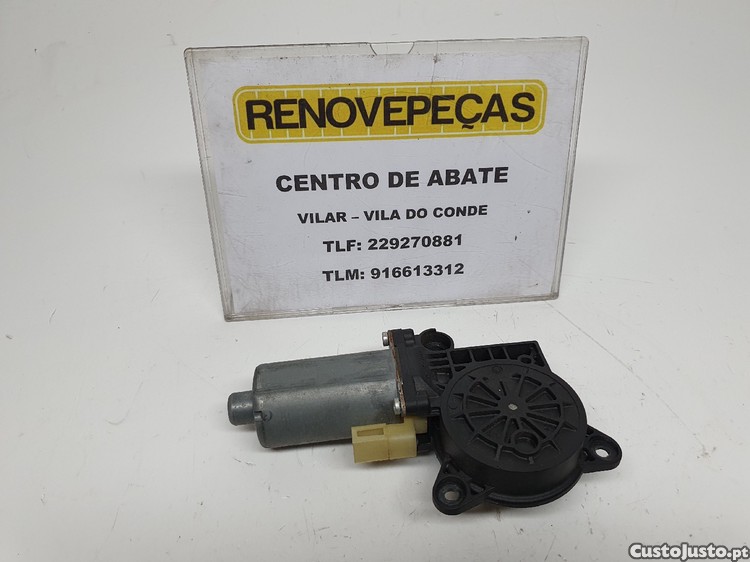 RENOVEPEÇAS
CENTRO DE ABATE
VILAR – VILA DO CONDE
TLF: 229270881
TLM: 916613312
CustoJusto.pt